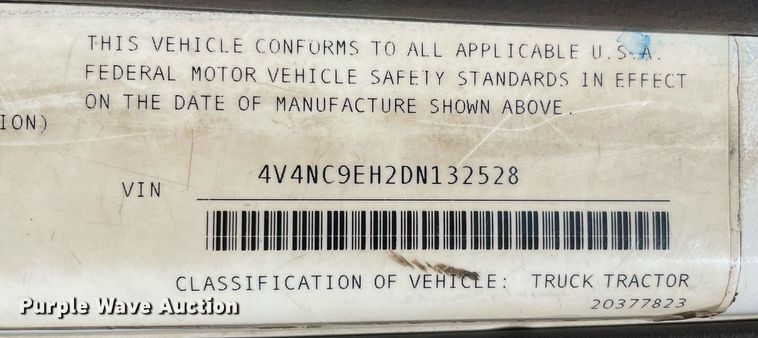 THIS VEHICLE CONFORMS TO ALL APPLICABLE U.S.A.
FEDERAL MOTOR VEHICLE SAFETY STANDARDS IN EFFECT
ON THE DATE OF MANUFACTURE SHOWN ABOVE.
ION)
VIN 4V4NC9EH2DN132528
CLASSIFICATION OF VEHICLE: TRUCK TRACTOR
20377823
Purple Wave Auction